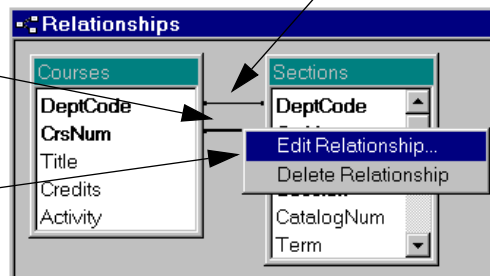 Relationships
Courses
DeptCode
CrsNum
Title
Credits
Activity
Sections
DeptCode
Edit Relationship...
Delete Relationship
CatalogNum
Term